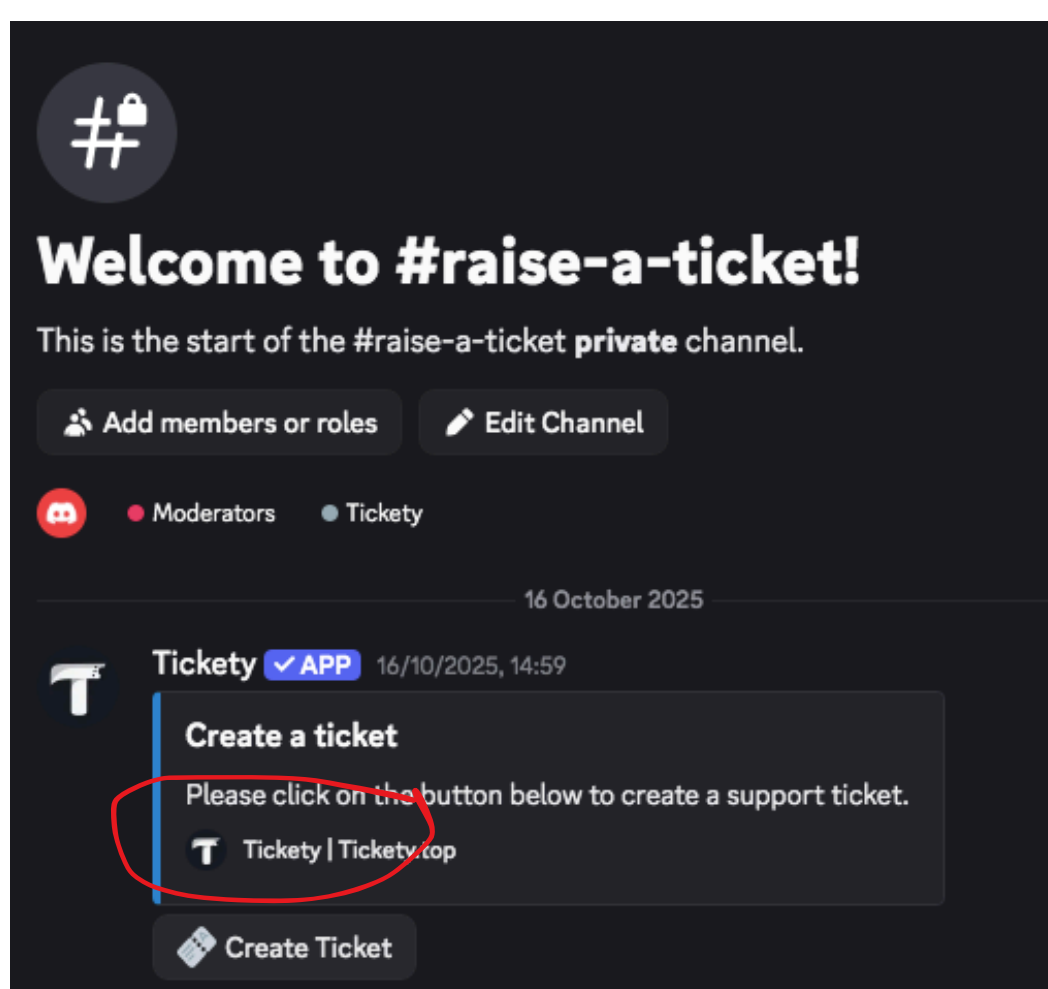 Welcome to #raise-a-ticket!
This is the start of the #raise-a-ticket private channel.
Add members or roles
Edit Channel
Moderators
Tickety
16 October 2025
Tickety APP 16/10/2025, 14:59
Create a ticket
Please click on the button below to create a support ticket.
Tickety | Tickety.top
Create Ticket